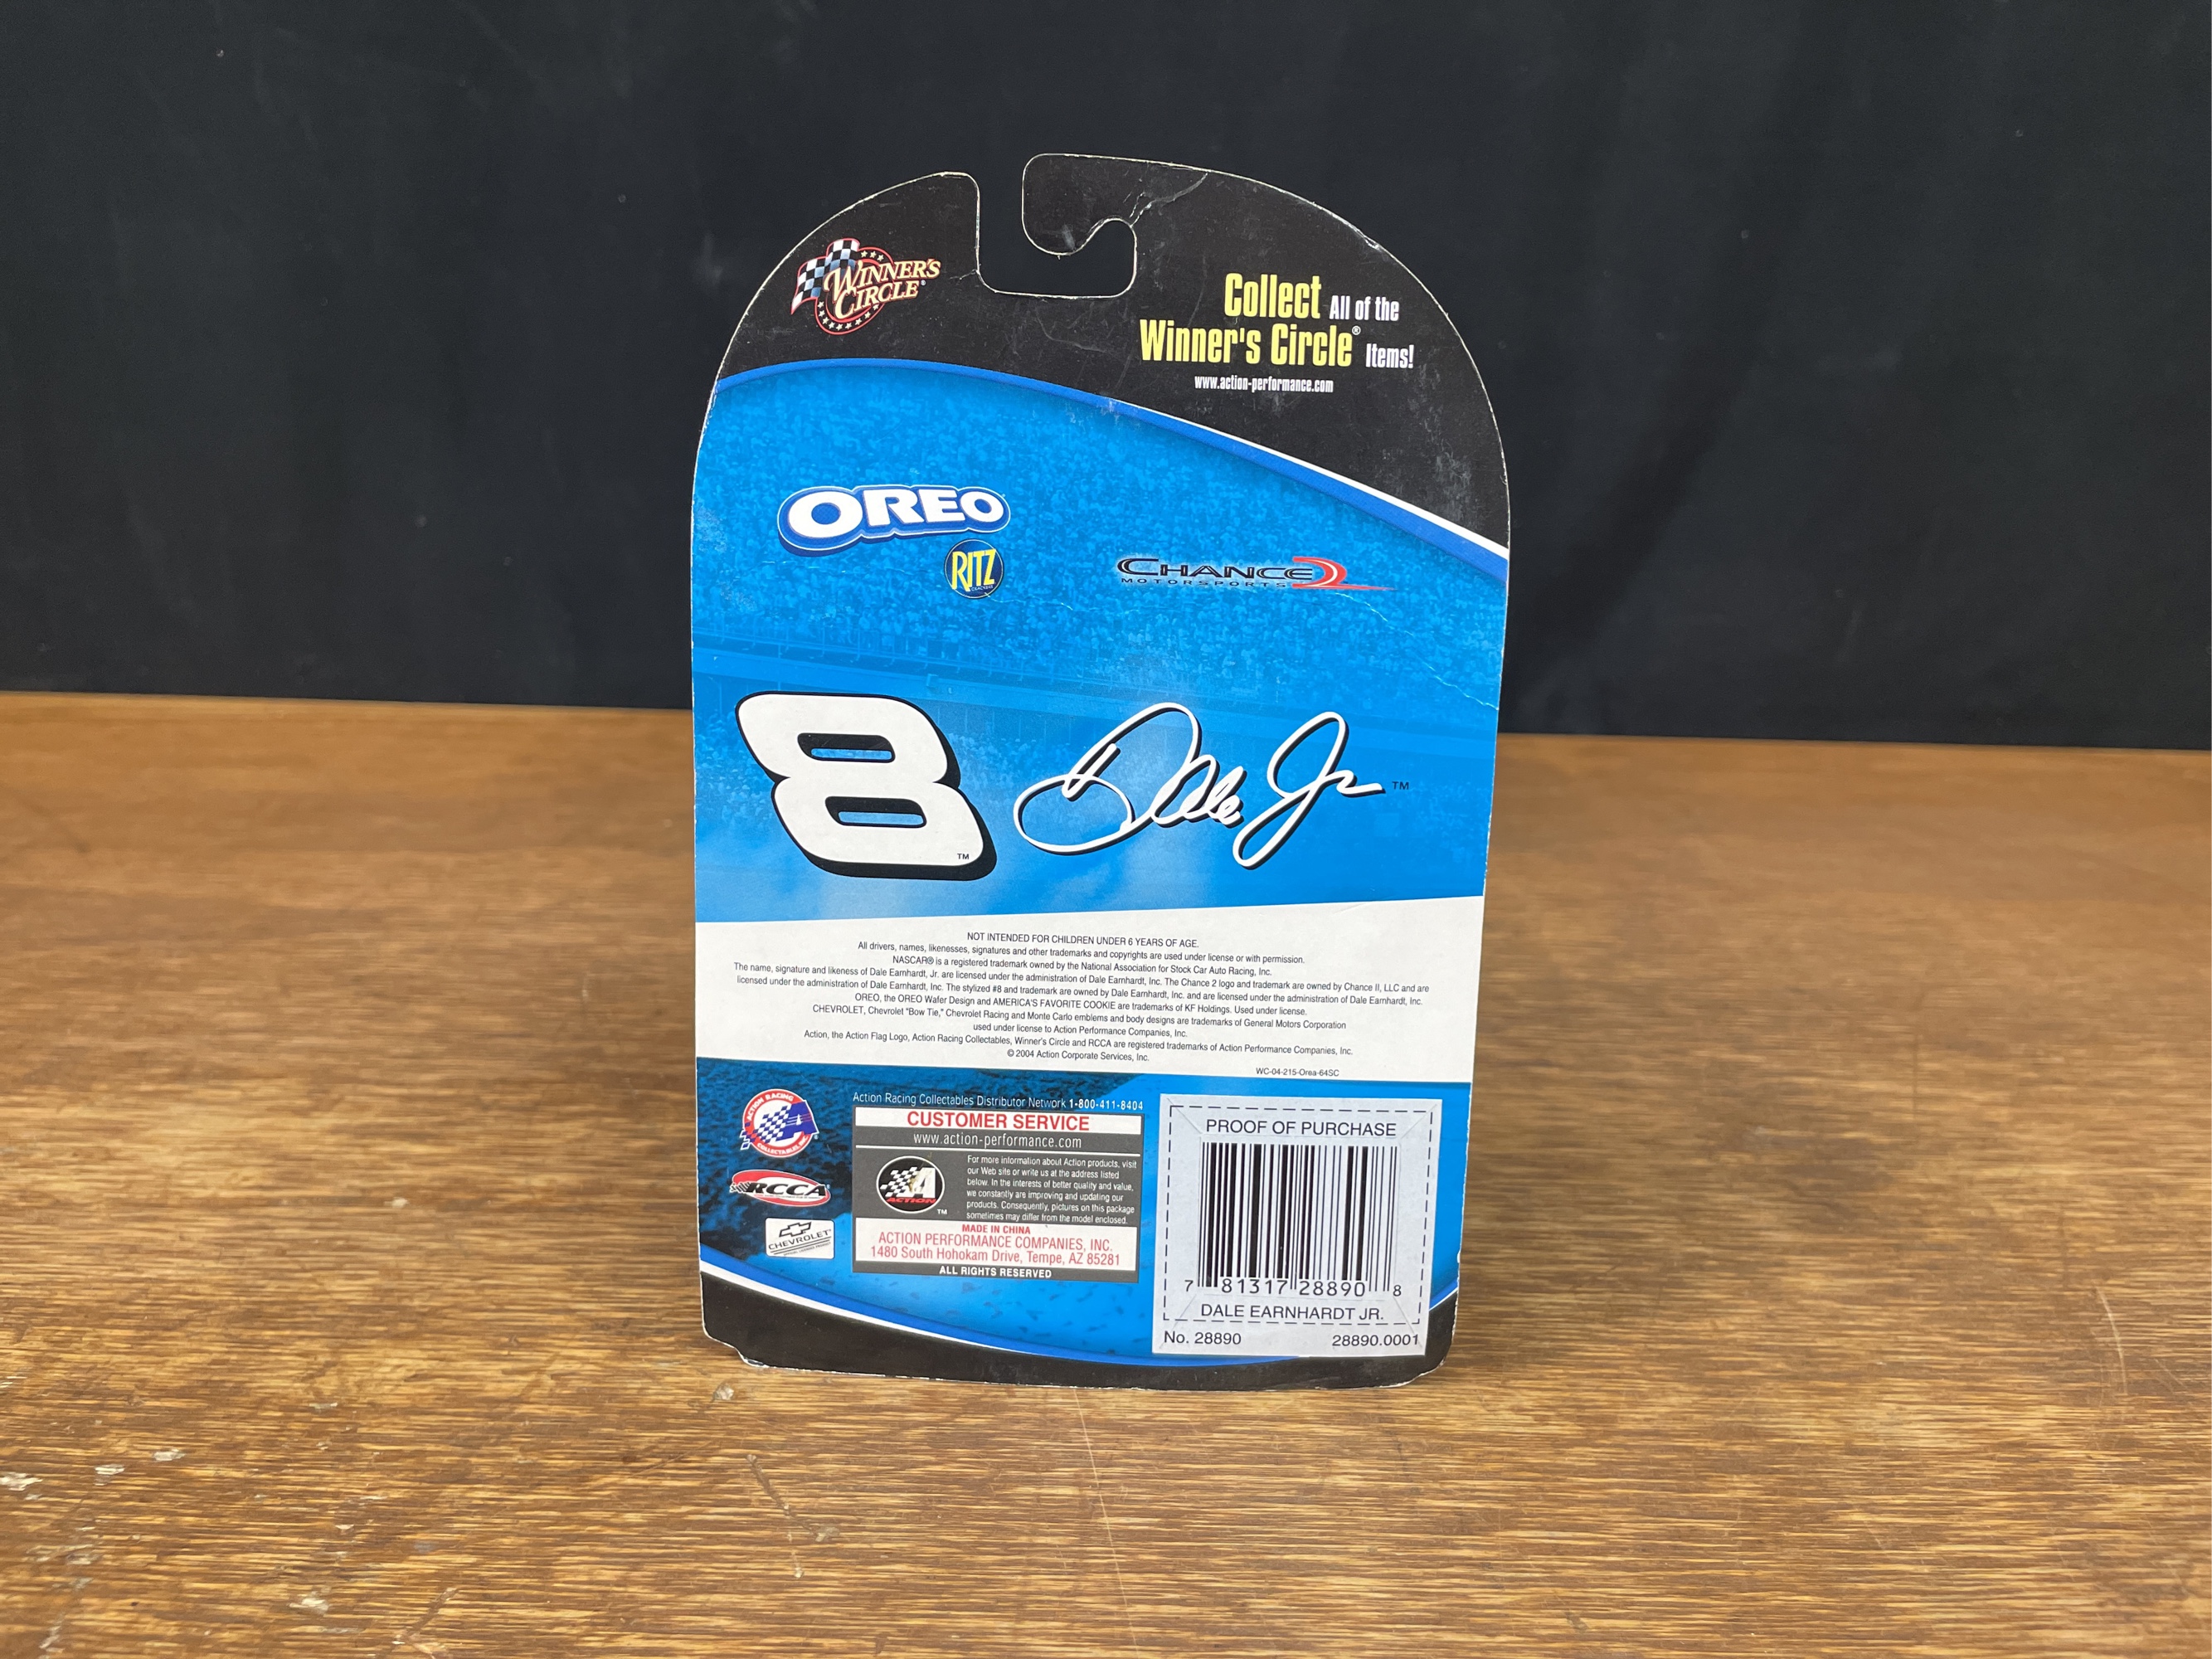 WINNER'S
CIRCLE®
Collect All of the
Winner's Circle® Items!
www.action-performance.com
OREO
RITZ
CHANCE 2
MOTORSPORTS
8 ™
Dale Jr ™
NOT INTENDED FOR CHILDREN UNDER 6 YEARS OF AGE.
All drivers, names, likenesses, signatures and other trademarks and copyrights are used under license or with permission.
NASCAR® is a registered trademark owned by the National Association for Stock Car Auto Racing, Inc.
The name, signature and likeness of Dale Earnhardt, Jr. are licensed under the administration of Dale Earnhardt, Inc. The Chance 2 logo and trademark are owned by Chance II, LLC and are
licensed under the administration of Dale Earnhardt, Inc. The stylized #8 and trademark are owned by Dale Earnhardt, Inc. and are licensed under the administration of Dale Earnhardt, Inc.
OREO, the OREO Wafer Design and AMERICA'S FAVORITE COOKIE are trademarks of KF Holdings. Used under license.
CHEVROLET, Chevrolet "Bow Tie," Chevrolet Racing and Monte Carlo emblems and body designs are trademarks of General Motors Corporation
used under license to Action Performance Companies, Inc.
Action, the Action Flag Logo, Action Racing Collectables, Winner's Circle and RCCA are registered trademarks of Action Performance Companies, Inc.
© 2004 Action Corporate Services, Inc.
WC-04-215-Orea-64SC
ACTION RACING
COLLECTABLES, INC.
RCCA
CHEVROLET
Action Racing Collectables Distributor Network 1-800-411-8404
CUSTOMER SERVICE
www.action-performance.com
ACTION ™
For more information about Action products, visit
our Web site or write us at the address listed
below. In the interests of better quality and value,
we constantly are improving and updating our
products. Consequently, pictures on this package
sometimes may differ from the model enclosed.
MADE IN CHINA
ACTION PERFORMANCE COMPANIES, INC.
1480 South Hohokam Drive, Tempe, AZ 85281
ALL RIGHTS RESERVED
PROOF OF PURCHASE
7 81317 28890 8
DALE EARNHARDT JR.
No. 28890 28890.0001